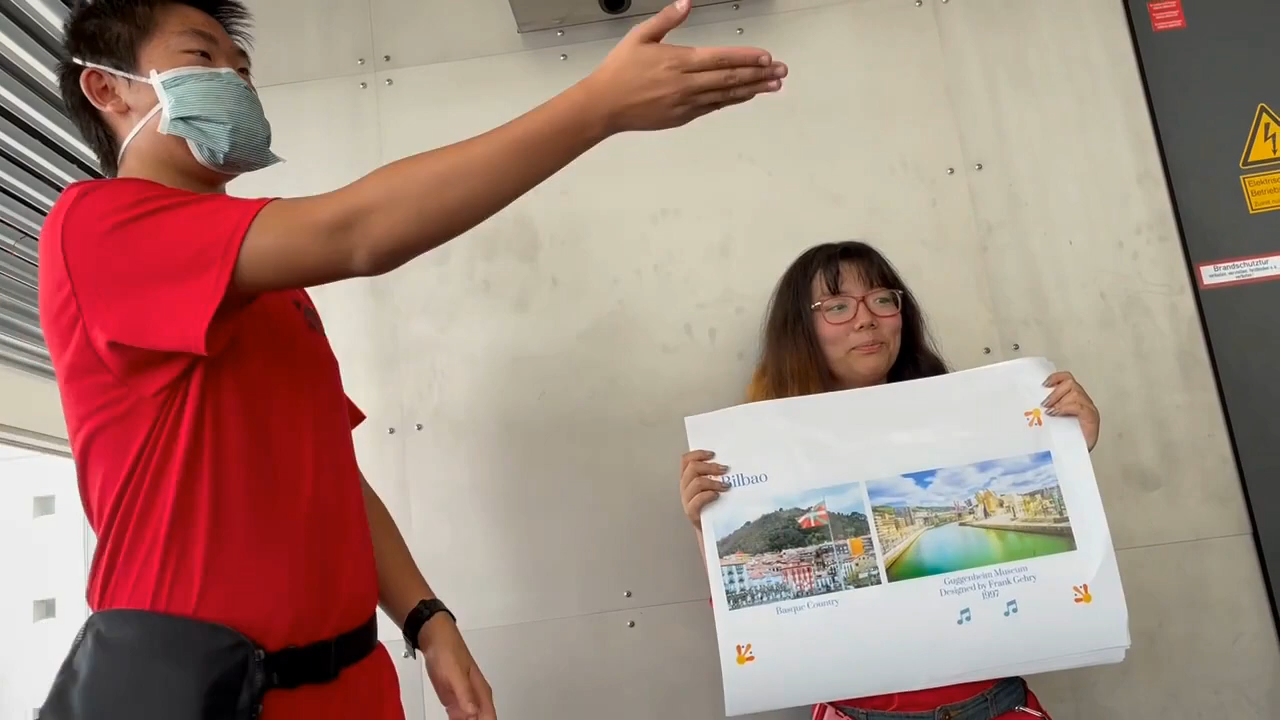 Bilbao
Basque Country
Guggenheim Museum
Designed by Frank Gehry
1997
Brandschutztür